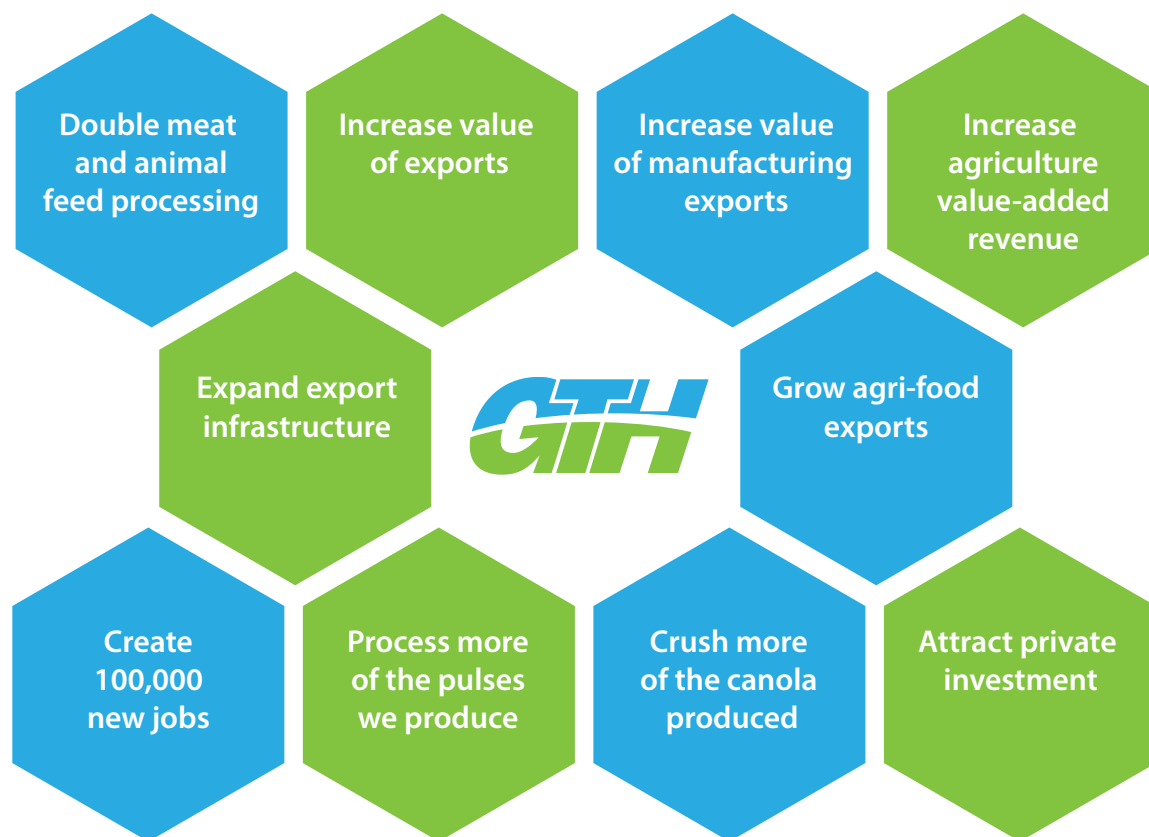 Double meat
and animal
feed processing
Increase value
of exports
Increase value
of manufacturing
exports
Increase
agriculture
value-added
revenue
Expand export
infrastructure
GTH
Grow agri-food
exports
Create
100,000
new jobs
Process more
of the pulses
we produce
Crush more
of the canola
produced
Attract private
investment